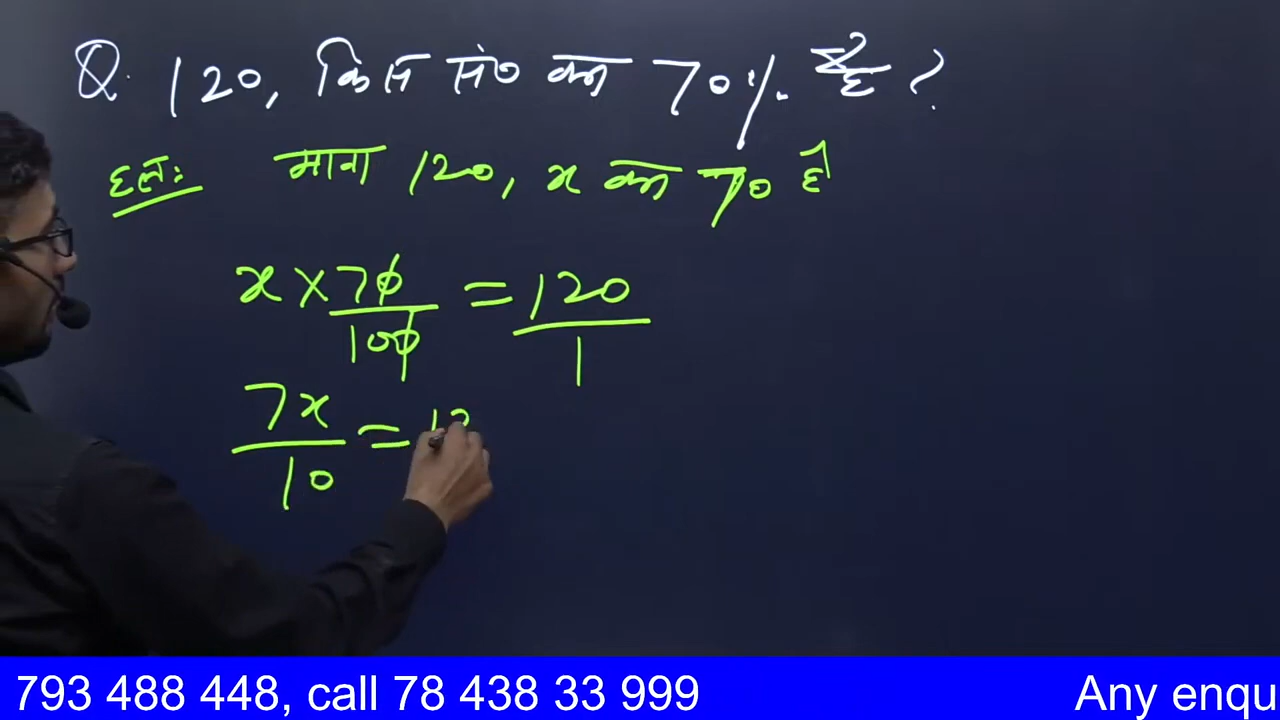 Q. 120, किस सं० का 70% है ?
हलः माना 120, x का 70 है
x × 70/100 = 120/1
7x/10 = 12
793 488 448, call 78 438 33 999 Any enqu